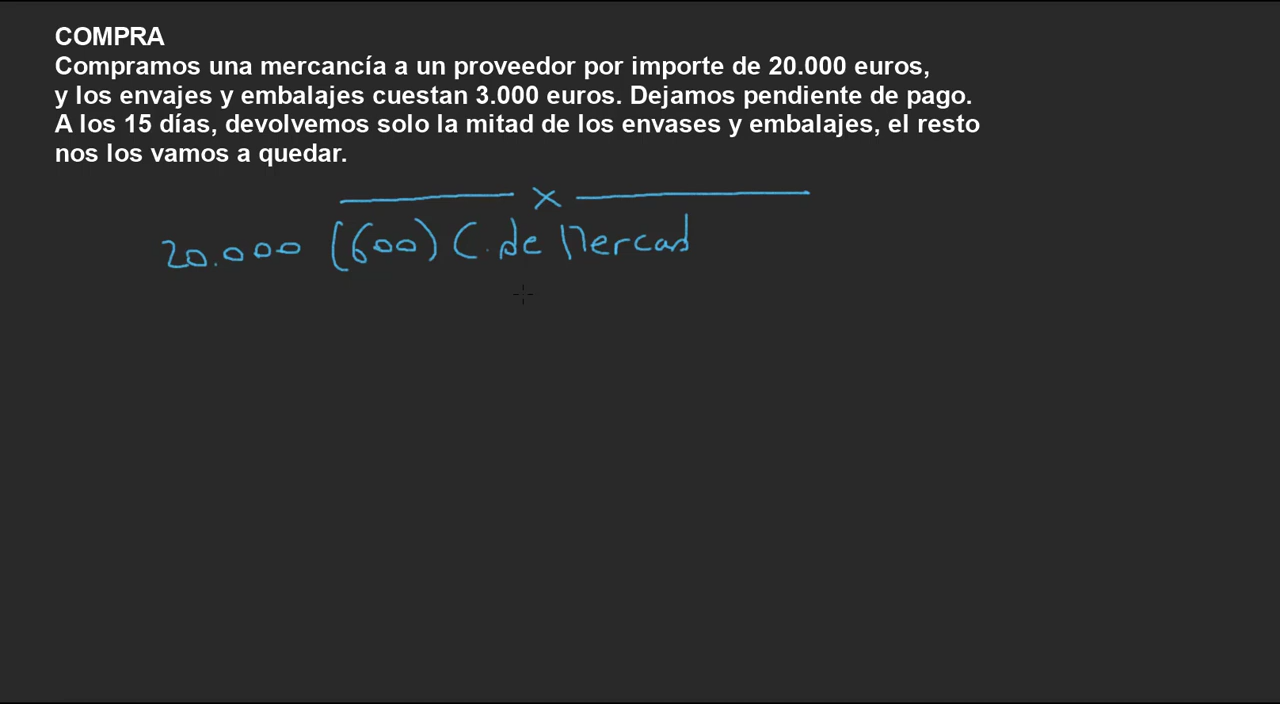 COMPRA
Compramos una mercancía a un proveedor por importe de 20.000 euros,
y los envajes y embalajes cuestan 3.000 euros. Dejamos pendiente de pago.
A los 15 días, devolvemos solo la mitad de los envases y embalajes, el resto
nos los vamos a quedar.
x
20.000 (600) C. de Mercad